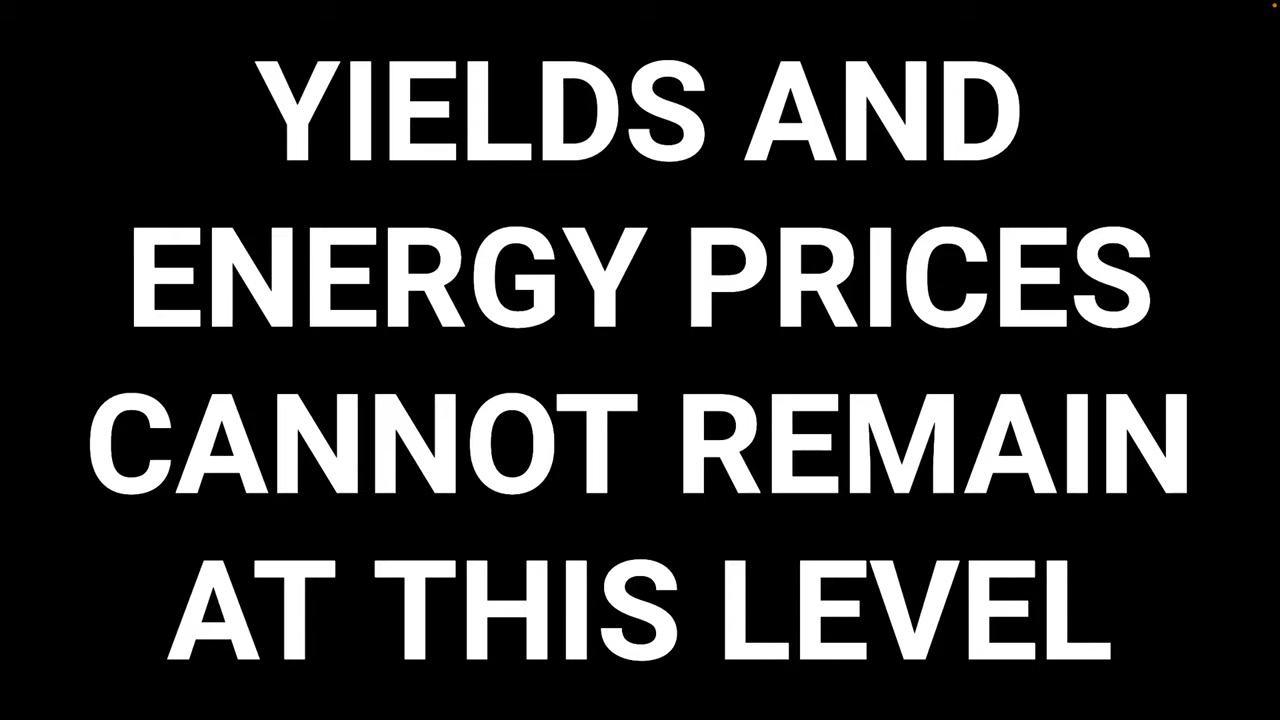 YIELDS AND
ENERGY PRICES
CANNOT REMAIN
AT THIS LEVEL